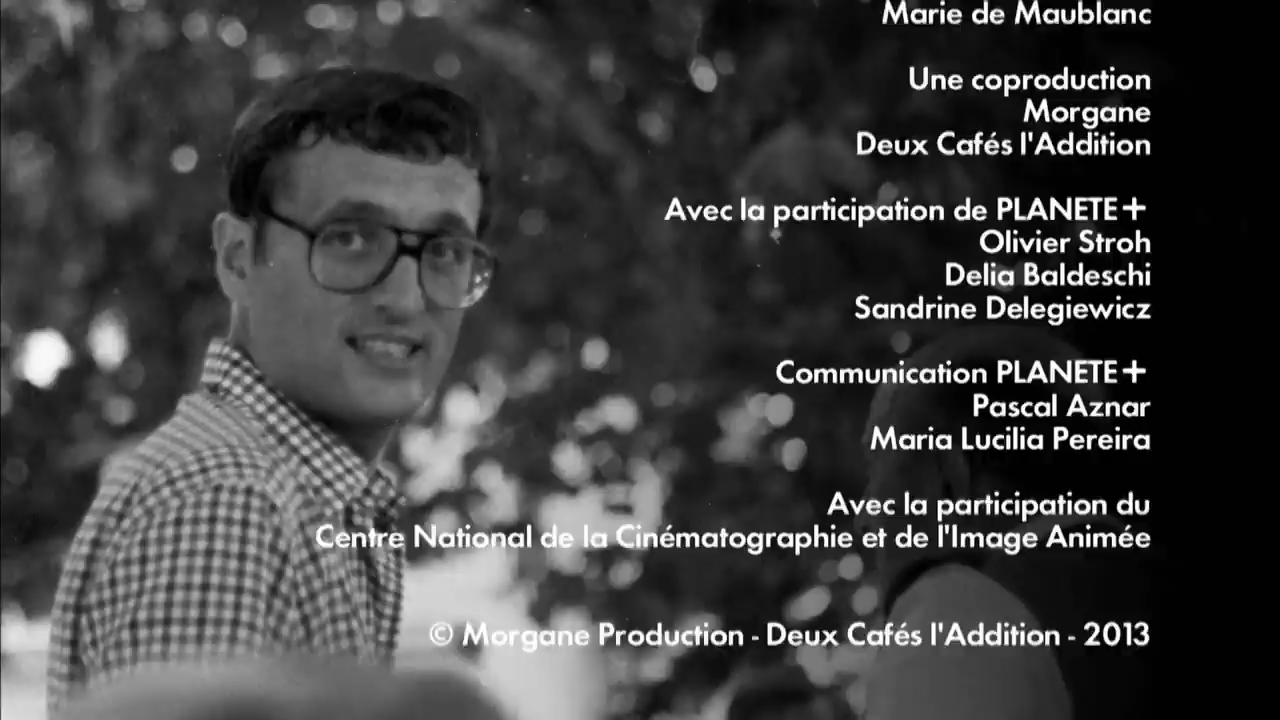 Marie de Maublanc
Une coproduction
Morgane
Deux Cafés l'Addition
Avec la participation de PLANETE+
Olivier Stroh
Delia Baldeschi
Sandrine Delegiewicz
Communication PLANETE+
Pascal Aznar
Maria Lucilia Pereira
Avec la participation du
Centre National de la Cinématographie et de l'Image Animée
© Morgane Production - Deux Cafés l'Addition - 2013